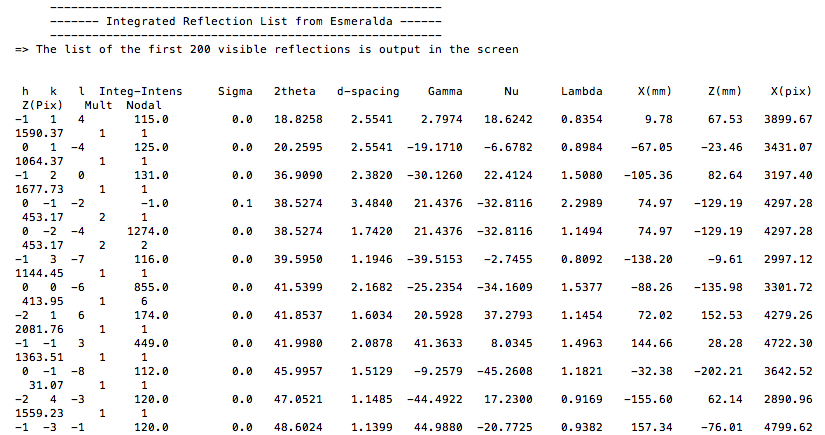 --------------------------------------------------------
------- Integrated Reflection List from Esmeralda ------
--------------------------------------------------------
=> The list of the first 200 visible reflections is output in the screen
h k l Integ-Intens Sigma 2theta d-spacing Gamma Nu Lambda X(mm) Z(mm) X(pix)
Z(Pix) Mult Nodal
-1 1 4 115.0 0.0 18.8258 2.5541 2.7974 18.6242 0.8354 9.78 67.53 3899.67
1590.37 1 1
0 1 -4 125.0 0.0 20.2595 2.5541 -19.1710 -6.6782 0.8984 -67.05 -23.46 3431.07
1064.37 1 1
-1 2 0 131.0 0.0 36.9090 2.3820 -30.1260 22.4124 1.5080 -105.36 82.64 3197.40
1677.73 1 1
0 -1 -2 -1.0 0.1 38.5274 3.4840 21.4376 -32.8116 2.2989 74.97 -129.19 4297.28
453.17 2 1
0 -2 -4 1274.0 0.0 38.5274 1.7420 21.4376 -32.8116 1.1494 74.97 -129.19 4297.28
453.17 2 2
-1 3 -7 116.0 0.0 39.5950 1.1946 -39.5153 -2.7455 0.8092 -138.20 -9.61 2997.12
1144.45 1 1
0 0 -6 855.0 0.0 41.5399 2.1682 -25.2354 -34.1609 1.5377 -88.26 -135.98 3301.72
413.95 1 6
-2 1 6 174.0 0.0 41.8537 1.6034 20.5928 37.2793 1.1454 72.02 152.53 4279.26
2081.76 1 1
-1 -1 3 449.0 0.0 41.9980 2.0878 41.3633 8.0345 1.4963 144.66 28.28 4722.30
1363.51 1 1
0 -1 -8 112.0 0.0 45.9957 1.5129 -9.2579 -45.2608 1.1821 -32.38 -202.21 3642.52
31.07 1 1
-2 4 -3 120.0 0.0 47.0521 1.1485 -44.4922 17.2300 0.9169 -155.60 62.14 2890.96
1559.23 1 1
-1 -3 -1 120.0 0.0 48.6024 1.1399 44.9880 -20.7725 0.9382 157.34 -76.01 4799.62